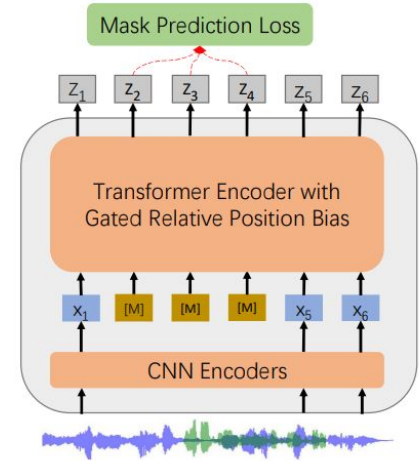 Mask Prediction Loss
Z1 Z2 Z3 Z4 Z5 Z6
Transformer Encoder with
Gated Relative Position Bias
x1 [M] [M] [M] x5 x6
CNN Encoders